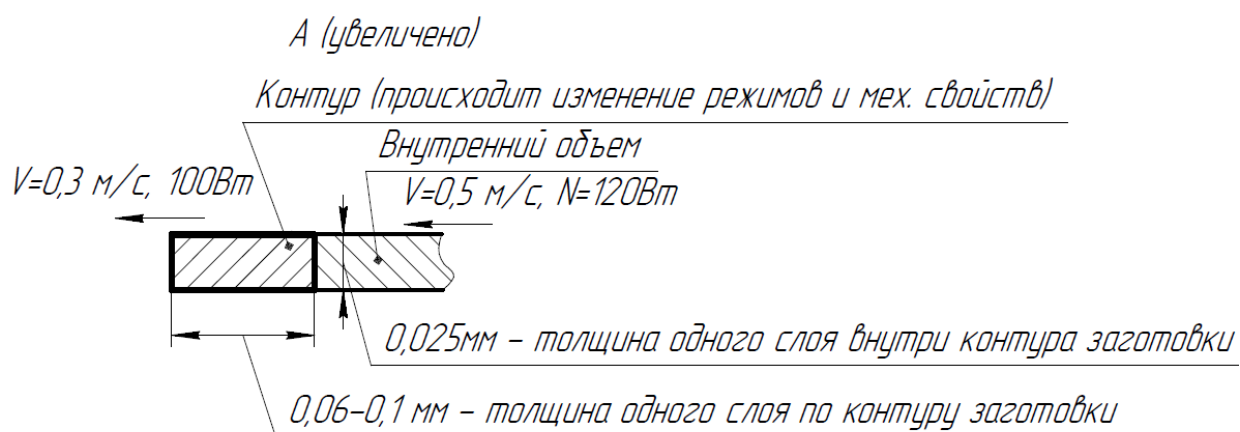 А (увеличено)
Контур (происходит изменение режимов и мех. свойств)
Внутренний объем
V=0,3 м/с, 100Вт
V=0,5 м/с, N=120Вт
0,025мм – толщина одного слоя внутри контура заготовки
0,06-0,1 мм – толщина одного слоя по контуру заготовки